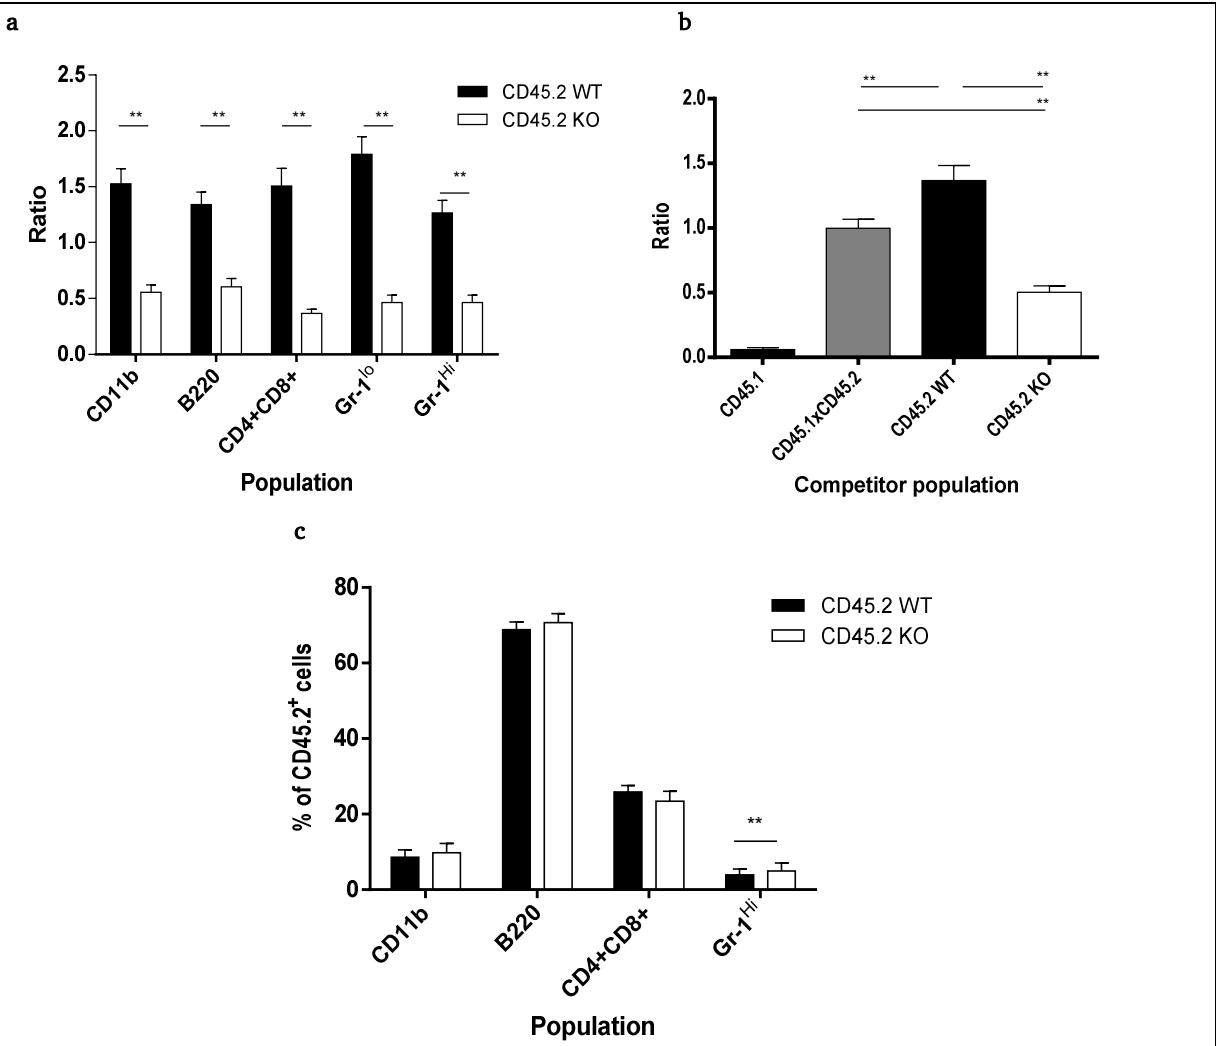 a
2.5
2.0
1.5
1.0
0.5
0.0
Ratio
**
**
**
**
**
CD45.2 WT
CD45.2 KO
CD11b
B220
CD4+CD8+
Gr-1lo
Gr-1Hi
Population
b
2.0
1.5
1.0
0.5
0.0
Ratio
**
**
**
CD45.1
CD45.1xCD45.2
CD45.2 WT
CD45.2 KO
Competitor population
c
80
60
40
20
0
% of CD45.2+ cells
CD45.2 WT
CD45.2 KO
**
CD11b
B220
CD4+CD8+
Gr-1Hi
Population